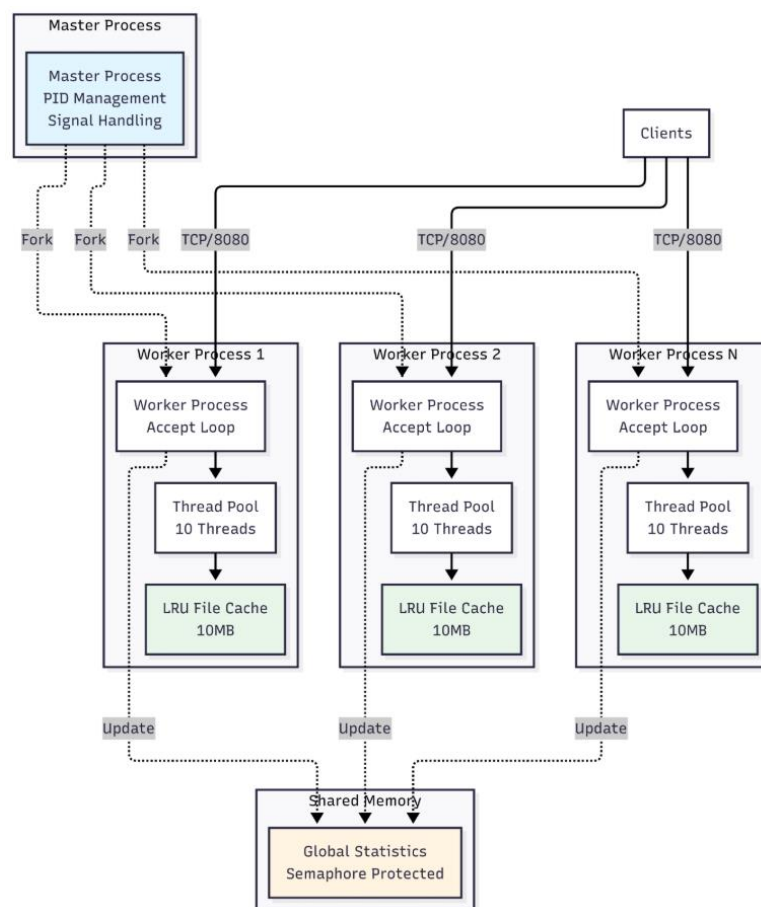 Master Process
Master Process
PID Management
Signal Handling
Clients
Fork
Fork
Fork
TCP/8080
TCP/8080
TCP/8080
Worker Process 1
Worker Process
Accept Loop
Thread Pool
10 Threads
LRU File Cache
10MB
Worker Process 2
Worker Process
Accept Loop
Thread Pool
10 Threads
LRU File Cache
10MB
Worker Process N
Worker Process
Accept Loop
Thread Pool
10 Threads
LRU File Cache
10MB
Update
Update
Update
Shared Memory
Global Statistics
Semaphore Protected